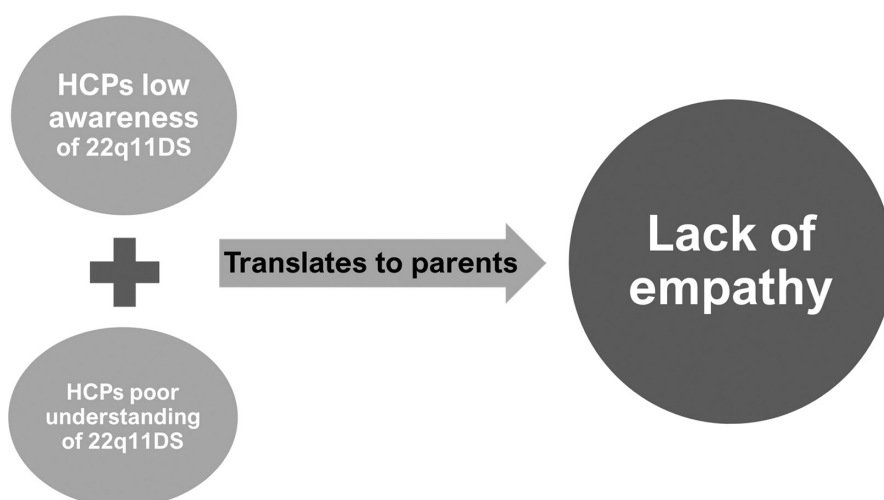 HCPs low
awareness
of 22q11DS
Translates to parents
Lack of
empathy
HCPs poor
understanding
of 22q11DS